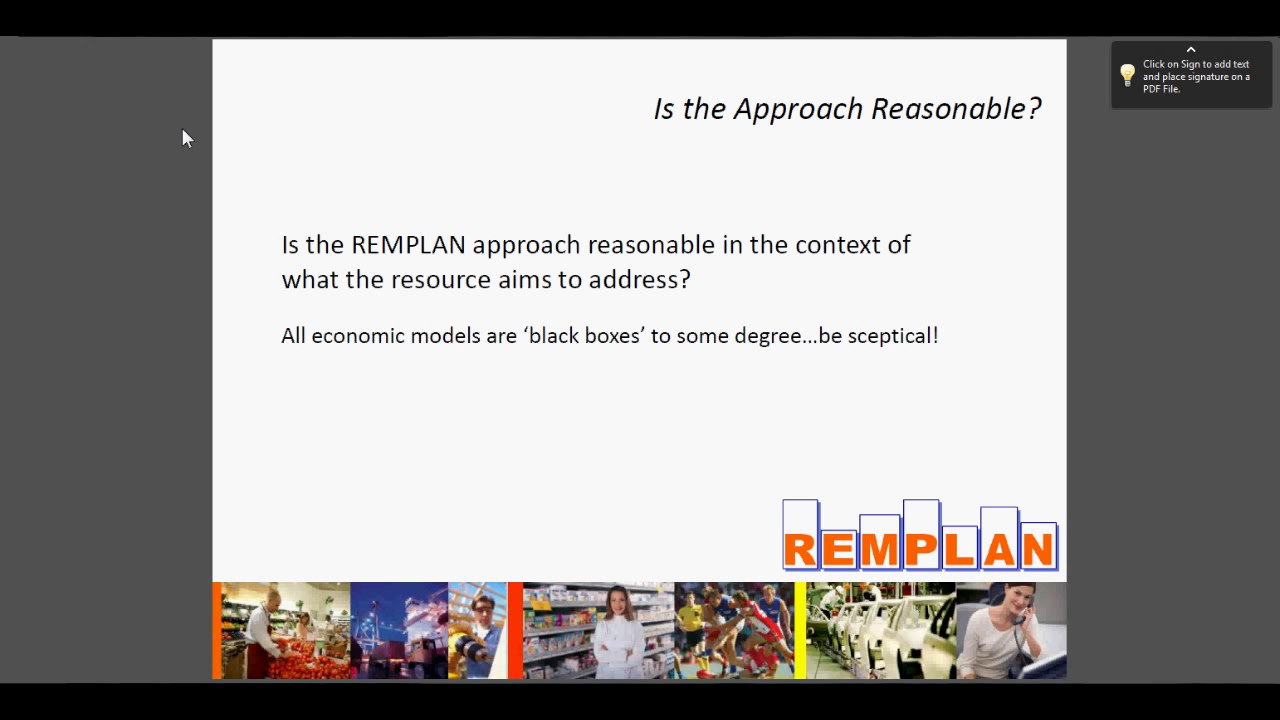 Click on Sign to add text
and place signature on a
PDF File.
Is the Approach Reasonable?
Is the REMPLAN approach reasonable in the context of
what the resource aims to address?
All economic models are ‘black boxes’ to some degree…be sceptical!
REMPLAN